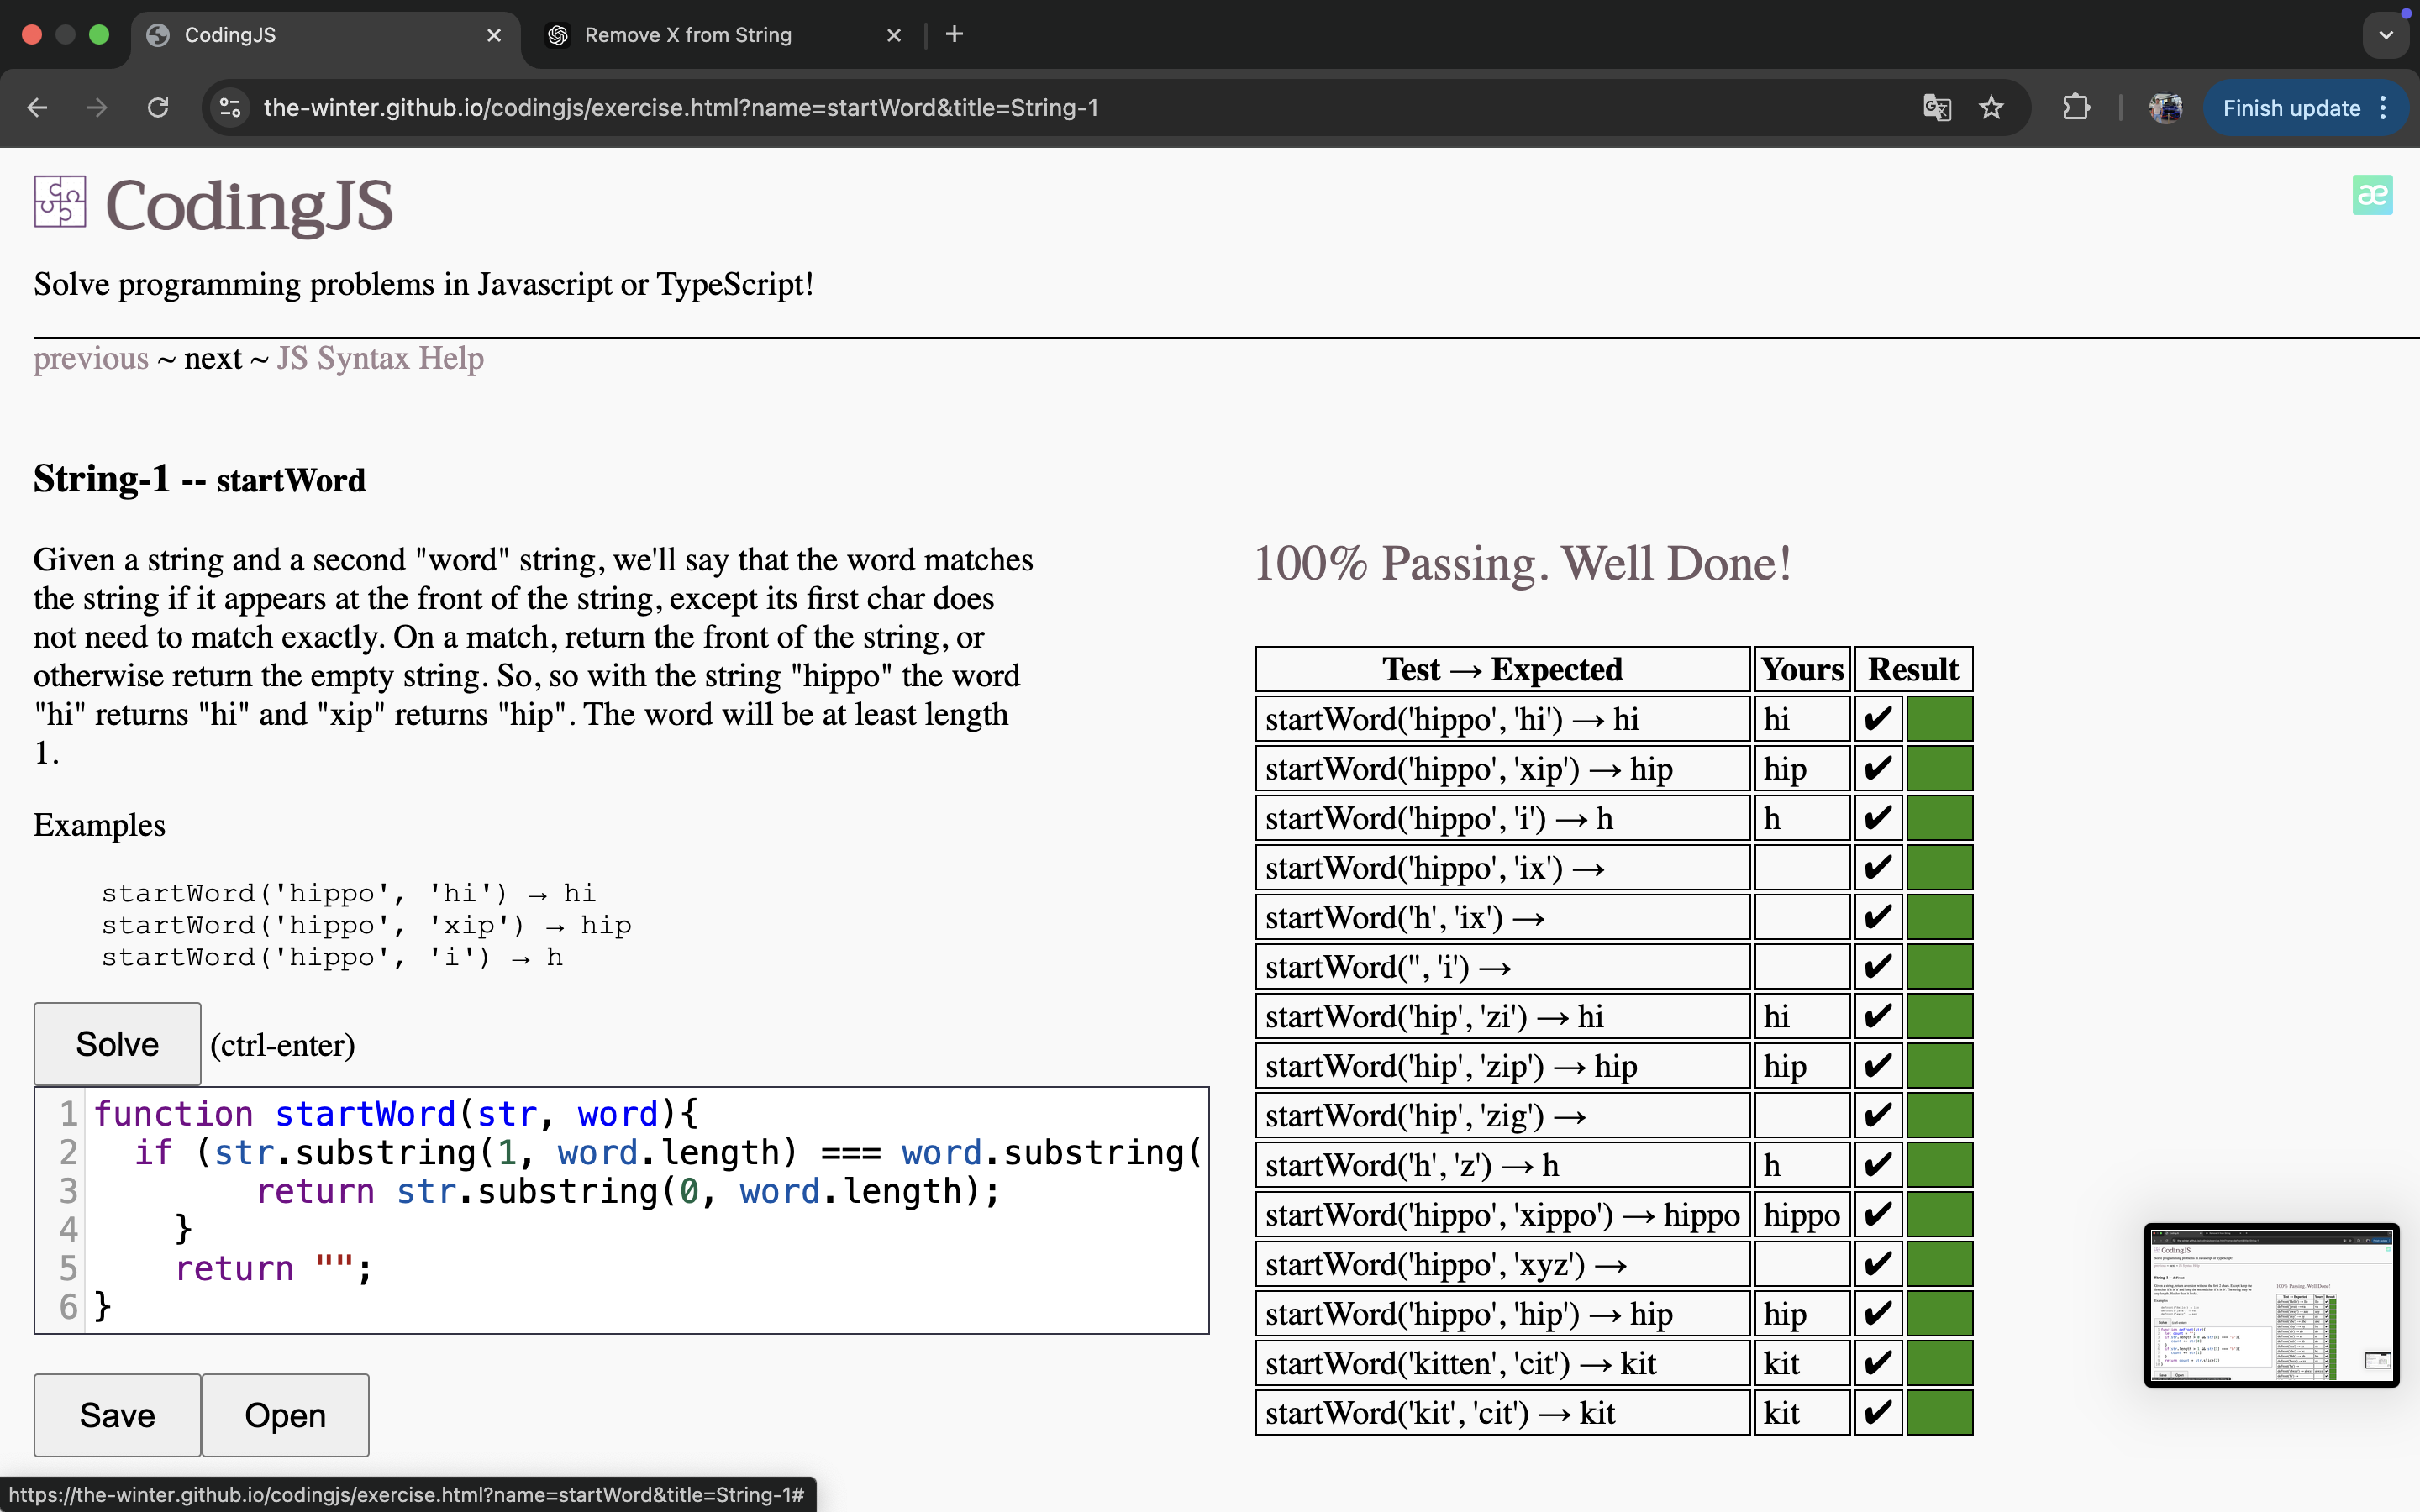 CodingJS
Remove X from String
the-winter.github.io/codingjs/exercise.html?name=startWord&title=String-1
Finish update
CodingJS
æ
Solve programming problems in Javascript or TypeScript!
previous ~ next ~ JS Syntax Help
String-1 -- startWord
Given a string and a second "word" string, we'll say that the word matches
the string if it appears at the front of the string, except its first char does
not need to match exactly. On a match, return the front of the string, or
otherwise return the empty string. So, so with the string "hippo" the word
"hi" returns "hi" and "xip" returns "hip". The word will be at least length
1.
Examples
startWord('hippo', 'hi') → hi
startWord('hippo', 'xip') → hip
startWord('hippo', 'i') → h
Solve (ctrl-enter)
1 function startWord(str, word){
2 if (str.substring(1, word.length) === word.substring(
3 return str.substring(0, word.length);
4 }
5 return "";
6 }
Save Open
100% Passing. Well Done!
Test → Expected Yours Result
startWord('hippo', 'hi') → hi hi ✔
startWord('hippo', 'xip') → hip hip ✔
startWord('hippo', 'i') → h h ✔
startWord('hippo', 'ix') → ✔
startWord('h', 'ix') → ✔
startWord('', 'i') → ✔
startWord('hip', 'zi') → hi hi ✔
startWord('hip', 'zip') → hip hip ✔
startWord('hip', 'zig') → ✔
startWord('h', 'z') → h h ✔
startWord('hippo', 'xippo') → hippo hippo ✔
startWord('hippo', 'xyz') → ✔
startWord('hippo', 'hip') → hip hip ✔
startWord('kitten', 'cit') → kit kit ✔
startWord('kit', 'cit') → kit kit ✔
CodingJS
100% Passing. Well Done!
https://the-winter.github.io/codingjs/exercise.html?name=startWord&title=String-1#